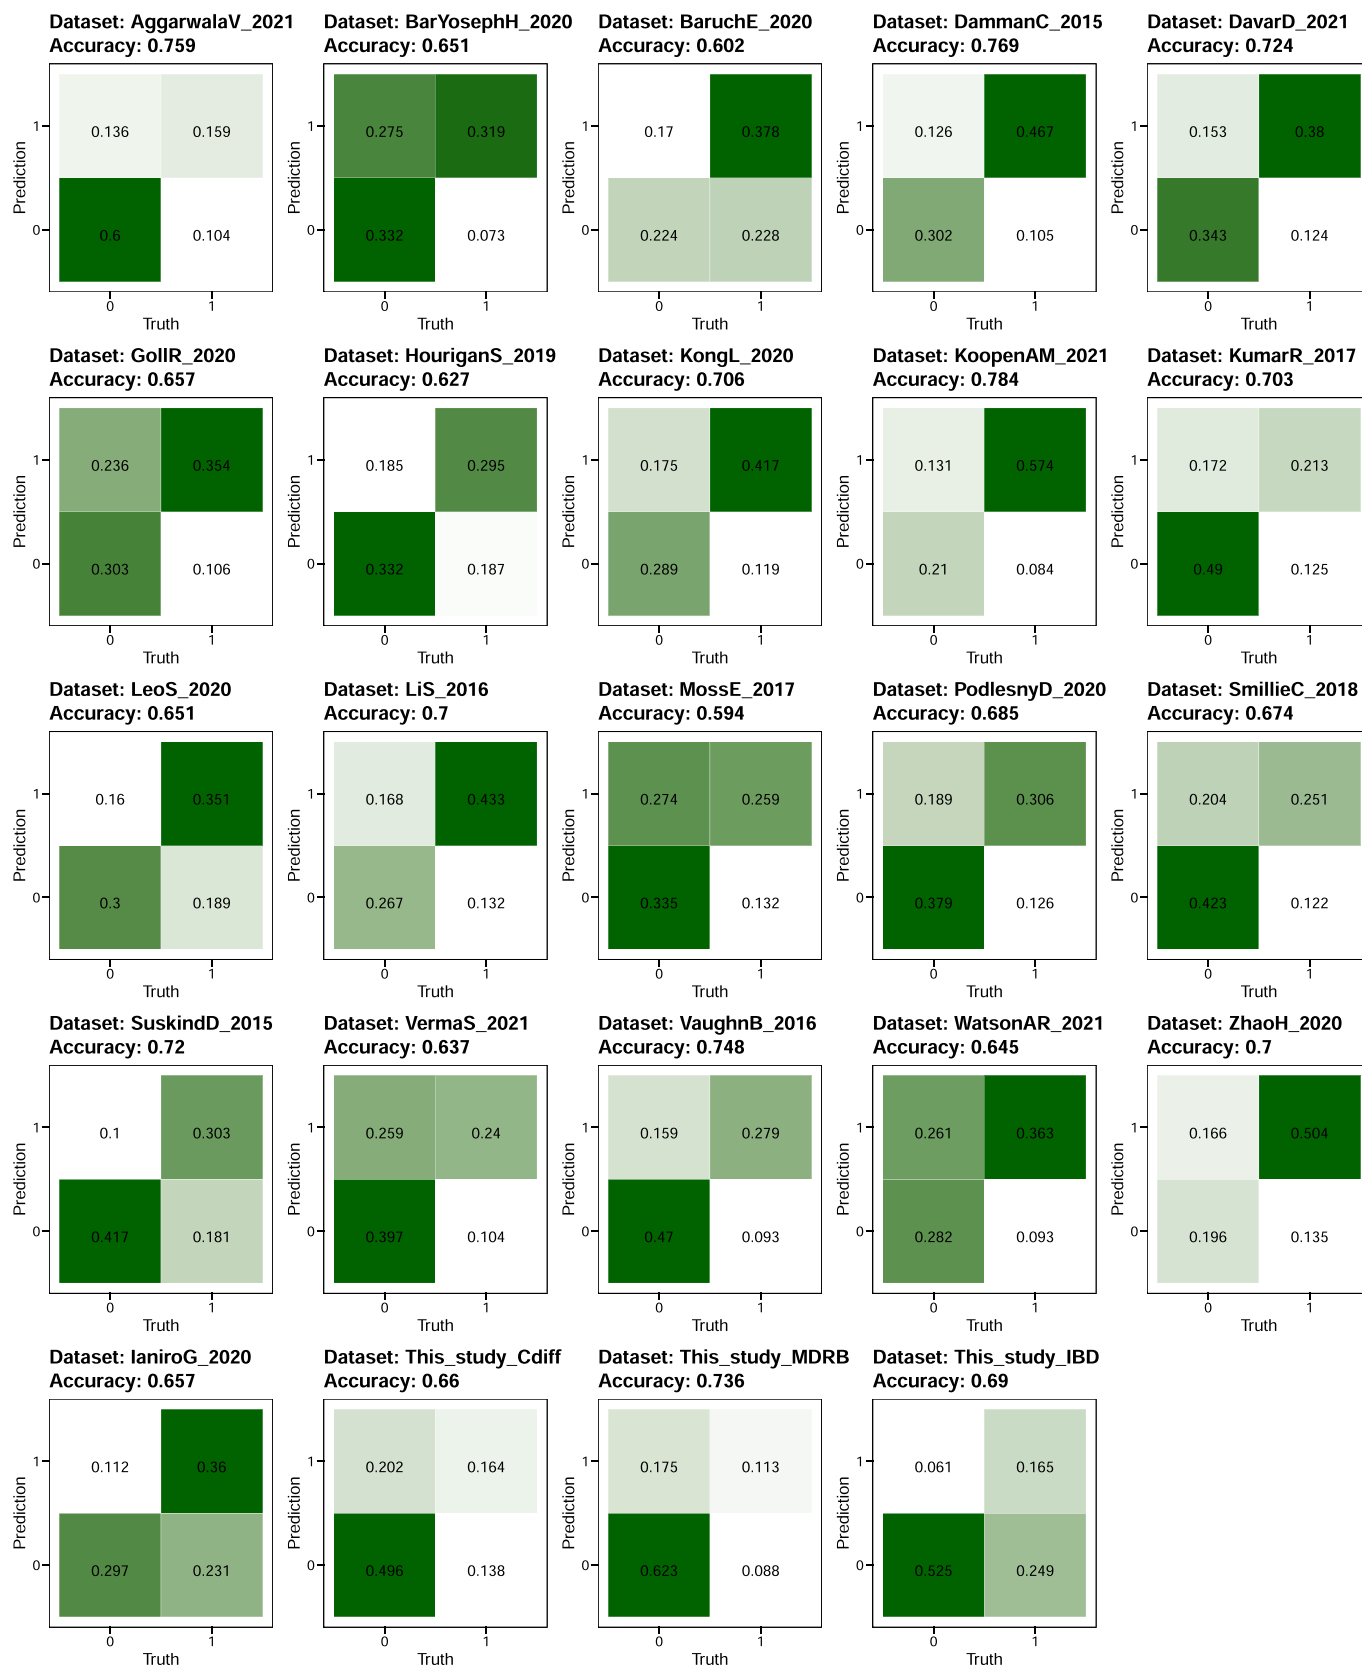 Dataset: AggarwalaV_2021
Accuracy: 0.759
Prediction
1
0
0.136
0.159
0.6
0.104
0
1
Truth
Dataset: BarYosephH_2020
Accuracy: 0.651
Prediction
1
0
0.275
0.319
0.332
0.073
0
1
Truth
Dataset: BaruchE_2020
Accuracy: 0.602
Prediction
1
0
0.17
0.378
0.224
0.228
0
1
Truth
Dataset: DammanC_2015
Accuracy: 0.769
Prediction
1
0
0.126
0.467
0.302
0.105
0
1
Truth
Dataset: DavarD_2021
Accuracy: 0.724
Prediction
1
0
0.153
0.38
0.343
0.124
0
1
Truth
Dataset: GollR_2020
Accuracy: 0.657
Prediction
1
0
0.236
0.354
0.303
0.106
0
1
Truth
Dataset: HouriganS_2019
Accuracy: 0.627
Prediction
1
0
0.185
0.295
0.332
0.187
0
1
Truth
Dataset: KongL_2020
Accuracy: 0.706
Prediction
1
0
0.175
0.417
0.289
0.119
0
1
Truth
Dataset: KoopenAM_2021
Accuracy: 0.784
Prediction
1
0
0.131
0.574
0.21
0.084
0
1
Truth
Dataset: KumarR_2017
Accuracy: 0.703
Prediction
1
0
0.172
0.213
0.49
0.125
0
1
Truth
Dataset: LeoS_2020
Accuracy: 0.651
Prediction
1
0
0.16
0.351
0.3
0.189
0
1
Truth
Dataset: LiS_2016
Accuracy: 0.7
Prediction
1
0
0.168
0.433
0.267
0.132
0
1
Truth
Dataset: MossE_2017
Accuracy: 0.594
Prediction
1
0
0.274
0.259
0.335
0.132
0
1
Truth
Dataset: PodlesnyD_2020
Accuracy: 0.685
Prediction
1
0
0.189
0.306
0.379
0.126
0
1
Truth
Dataset: SmillieC_2018
Accuracy: 0.674
Prediction
1
0
0.204
0.251
0.423
0.122
0
1
Truth
Dataset: SuskindD_2015
Accuracy: 0.72
Prediction
1
0
0.1
0.303
0.417
0.181
0
1
Truth
Dataset: VermaS_2021
Accuracy: 0.637
Prediction
1
0
0.259
0.24
0.397
0.104
0
1
Truth
Dataset: VaughnB_2016
Accuracy: 0.748
Prediction
1
0
0.159
0.279
0.47
0.093
0
1
Truth
Dataset: WatsonAR_2021
Accuracy: 0.645
Prediction
1
0
0.261
0.363
0.282
0.093
0
1
Truth
Dataset: ZhaoH_2020
Accuracy: 0.7
Prediction
1
0
0.166
0.504
0.196
0.135
0
1
Truth
Dataset: IaniroG_2020
Accuracy: 0.657
Prediction
1
0
0.112
0.36
0.297
0.231
0
1
Truth
Dataset: This_study_Cdiff
Accuracy: 0.66
Prediction
1
0
0.202
0.164
0.496
0.138
0
1
Truth
Dataset: This_study_MDRB
Accuracy: 0.736
Prediction
1
0
0.175
0.113
0.623
0.088
0
1
Truth
Dataset: This_study_IBD
Accuracy: 0.69
Prediction
1
0
0.061
0.165
0.525
0.249
0
1
Truth